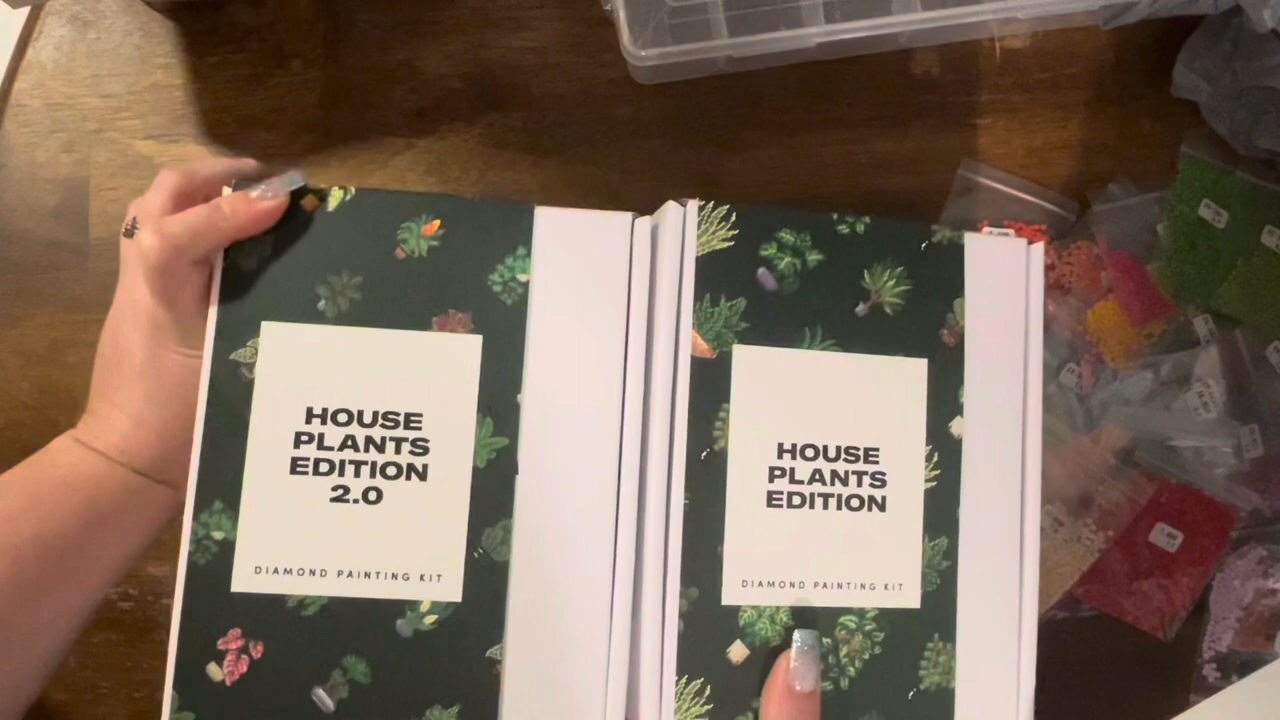 HOUSE
PLANTS
EDITION
2.0
DIAMOND PAINTING KIT
HOUSE
PLANTS
EDITION
DIAMOND PAINTING KIT